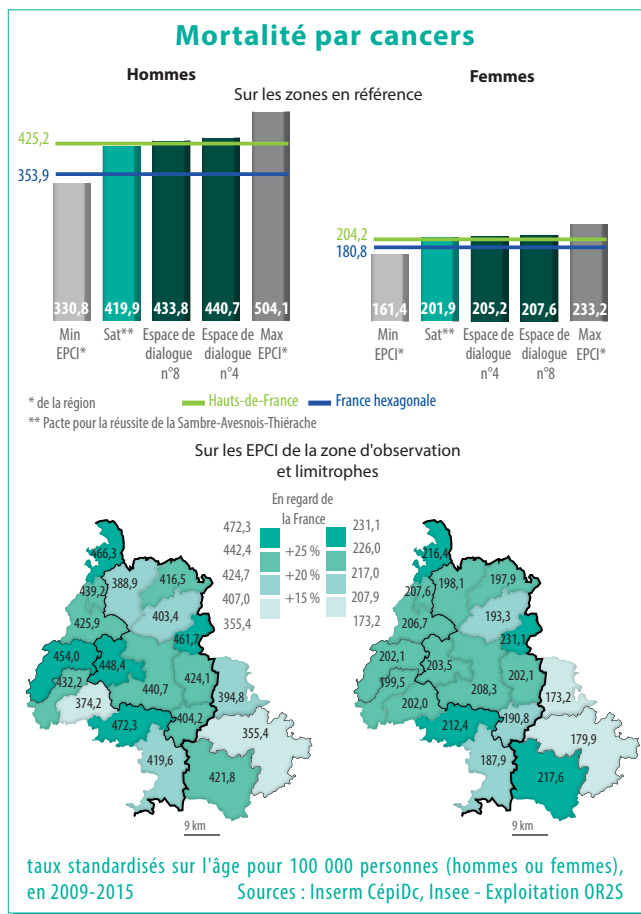 Mortalité par cancers
Hommes
Femmes
Sur les zones en référence
425,2
353,9
330,8
419,9
433,8
440,7
504,1
Min
EPCI*
Sat**
Espace de
dialogue
n°8
Espace de
dialogue
n°4
Max
EPCI*
204,2
180,8
161,4
201,9
205,2
207,6
233,2
Min
EPCI*
Sat**
Espace de
dialogue
n°4
Espace de
dialogue
n°8
Max
EPCI*
* de la région
Hauts-de-France
France hexagonale
** Pacte pour la réussite de la Sambre-Avesnois-Thiérache
Sur les EPCI de la zone d'observation
et limitrophes
En regard de
la France
472,3
442,4
424,7
407,0
355,4
+25 %
+20 %
+15 %
231,1
226,0
217,0
207,9
173,2
466,3
388,9
416,5
439,2
403,4
425,9
461,7
454,0
448,4
432,2
440,7
424,1
394,8
374,2
404,2
472,3
355,4
419,6
421,8
9 km
216,4
198,1
197,9
207,6
193,3
206,7
231,1
202,1
203,5
199,5
208,3
202,1
173,2
202,0
190,8
212,4
179,9
187,9
217,6
9 km
taux standardisés sur l'âge pour 100 000 personnes (hommes ou femmes),
en 2009-2015 Sources : Inserm CépiDc, Insee - Exploitation OR2S